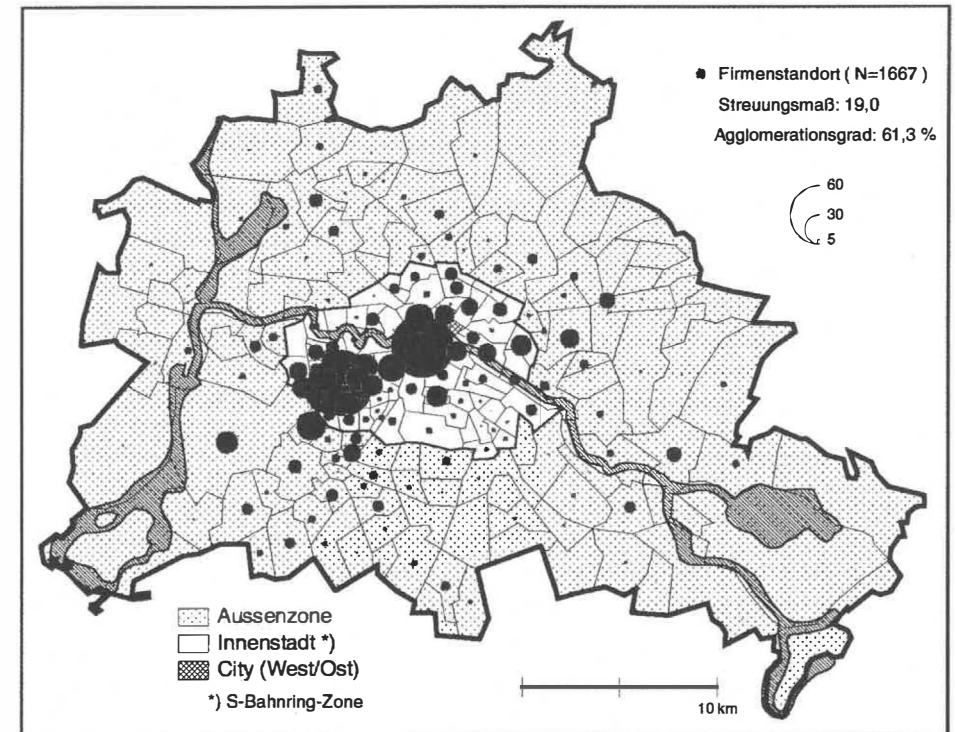 Firmenstandort ( N=1667 )
Streuungsmaß: 19,0
Agglomerationsgrad: 61,3 %
60
30
5
Aussenzone
Innenstadt *)
City (West/Ost)
*) S-Bahnring-Zone
10 km